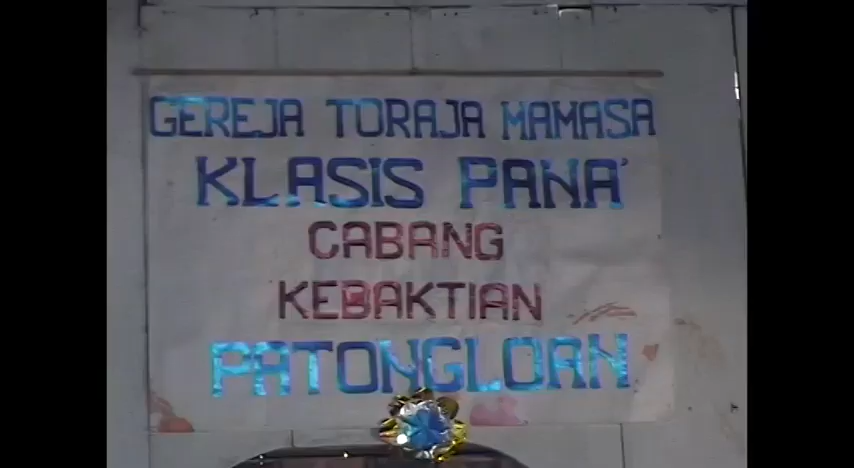 GEREJA TORAJA MAMASA
KLASIS PANA'
CABANG
KEBAKTIAN
PATONGLOAN